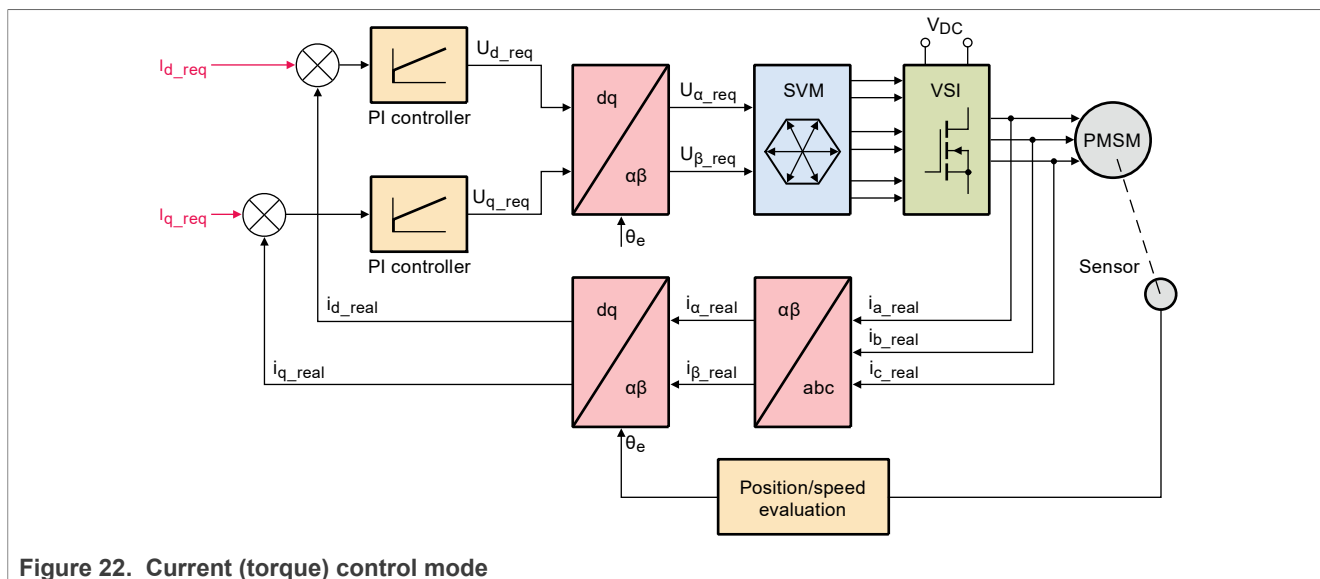 V_DC
I_d_req
U_d_req
PI controller
dq
αβ
U_α_req
U_β_req
SVM
VSI
PMSM
I_q_req
U_q_req
PI controller
θ_e
Sensor
i_d_real
dq
αβ
i_α_real
αβ
abc
i_a_real
i_b_real
i_q_real
i_β_real
i_c_real
θ_e
Position/speed
evaluation
Figure 22. Current (torque) control mode